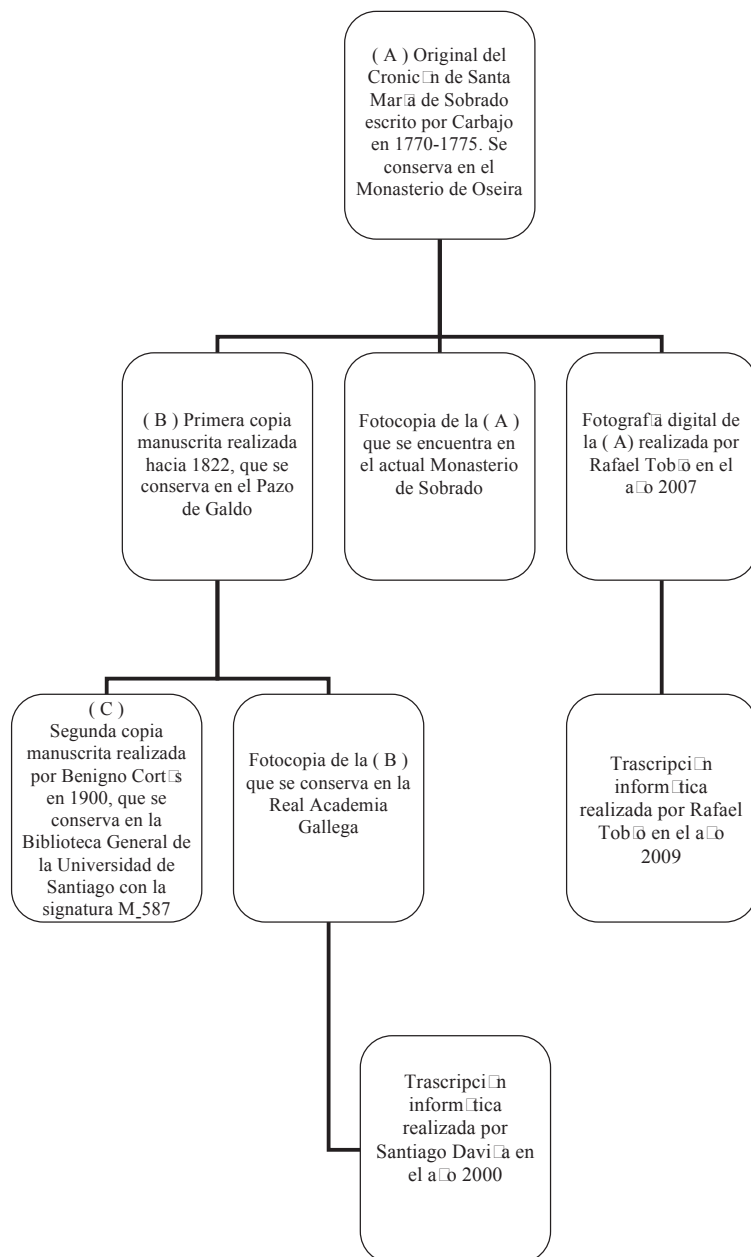 ( A ) Original del
Cronic□n de Santa
Mar□a de Sobrado
escrito por Carbajo
en 1770-1775. Se
conserva en el
Monasterio de Oseira
( B ) Primera copia
manuscrita realizada
hacia 1822, que se
conserva en el Pazo
de Galdo
Fotocopia de la ( A )
que se encuentra en
el actual Monasterio
de Sobrado
Fotograf□a digital de
la ( A) realizada por
Rafael Tob□o en el
a□o 2007
( C )
Segunda copia
manuscrita realizada
por Benigno Cort□s
en 1900, que se
conserva en la
Biblioteca General de
la Universidad de
Santiago con la
signatura M_587
Fotocopia de la ( B )
que se conserva en la
Real Academia
Gallega
Trascripci□n
inform□tica
realizada por Rafael
Tob□o en el a□o
2009
Trascripci□n
inform□tica
realizada por
Santiago Davi□a en
el a□o 2000